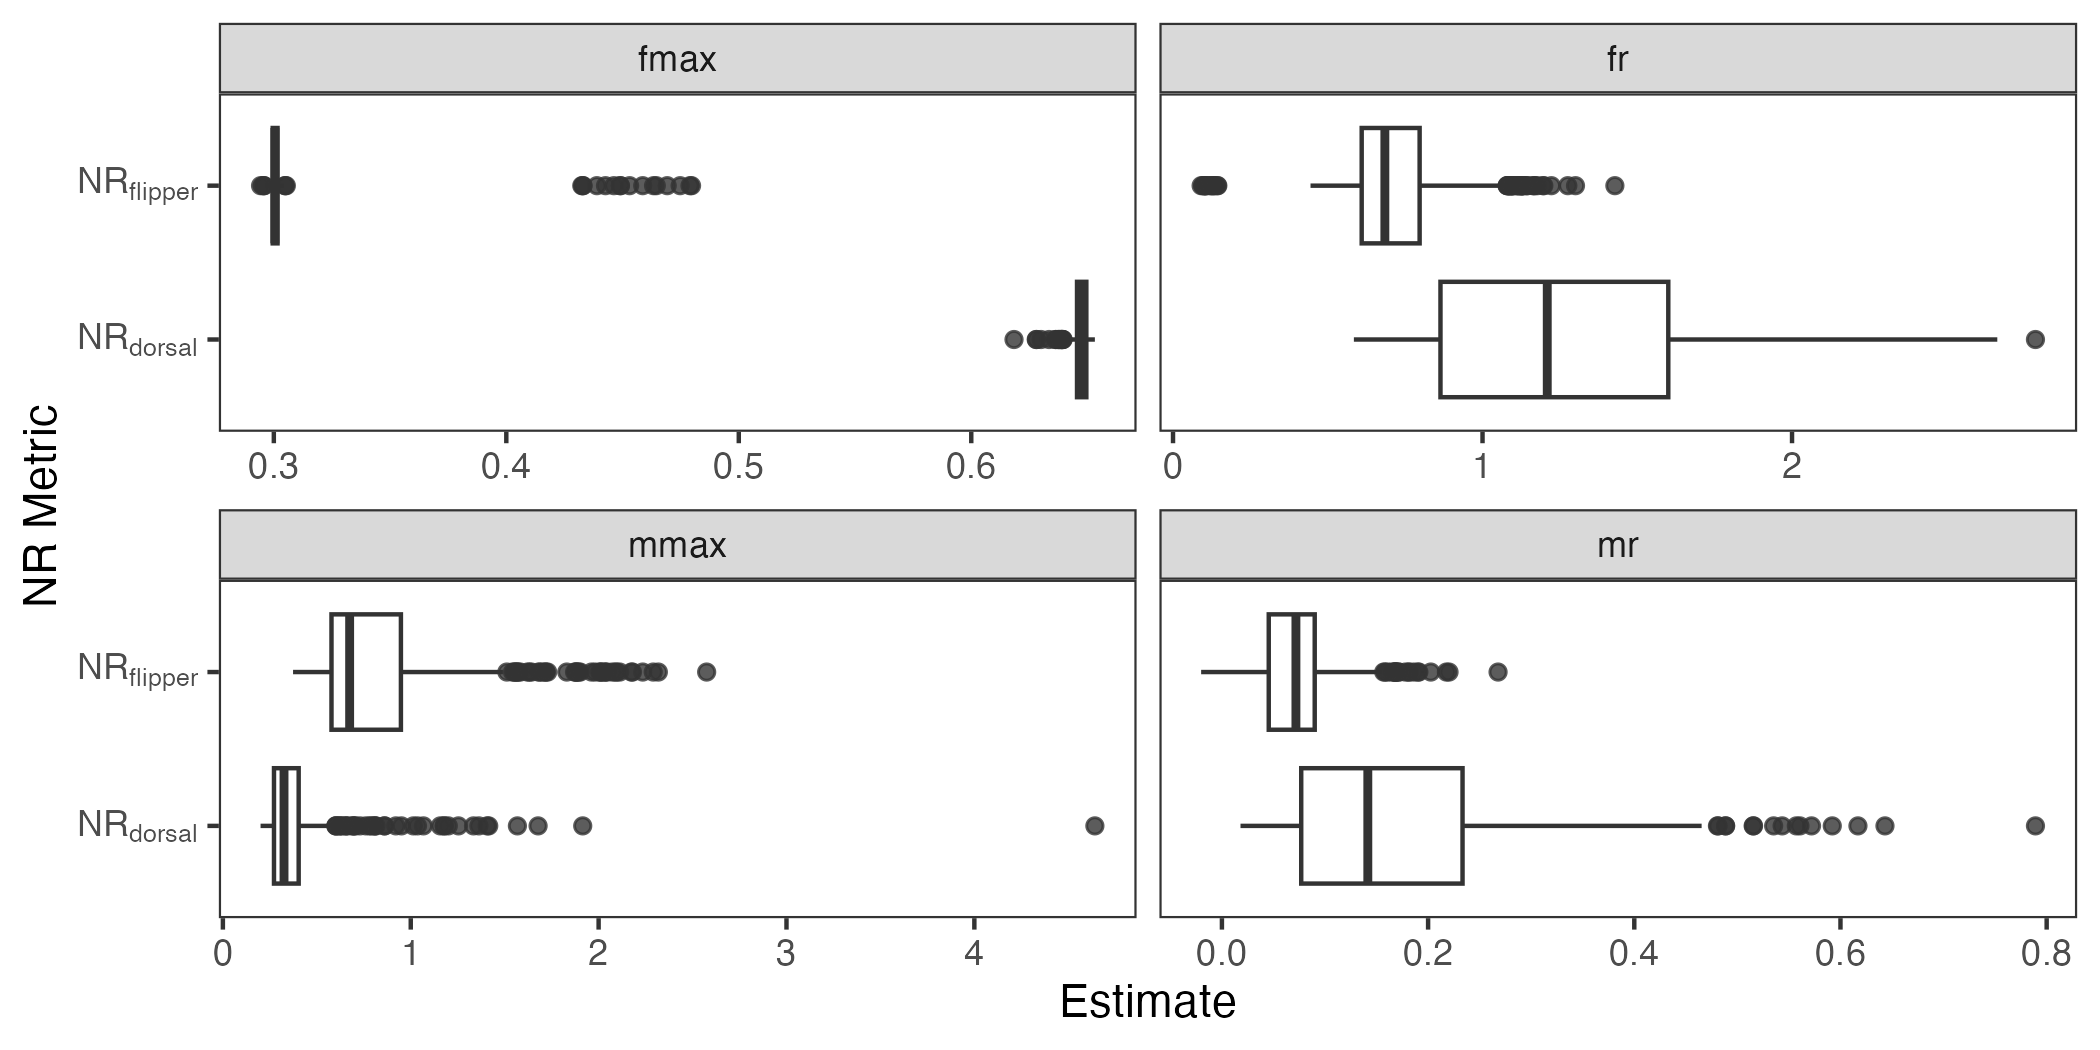 fmax
fr
NRflipper
NRdorsal
0.3 0.4 0.5 0.6
0 1 2
mmax
mr
NRflipper
NRdorsal
0 1 2 3 4
0.0 0.2 0.4 0.6 0.8
NR Metric
Estimate